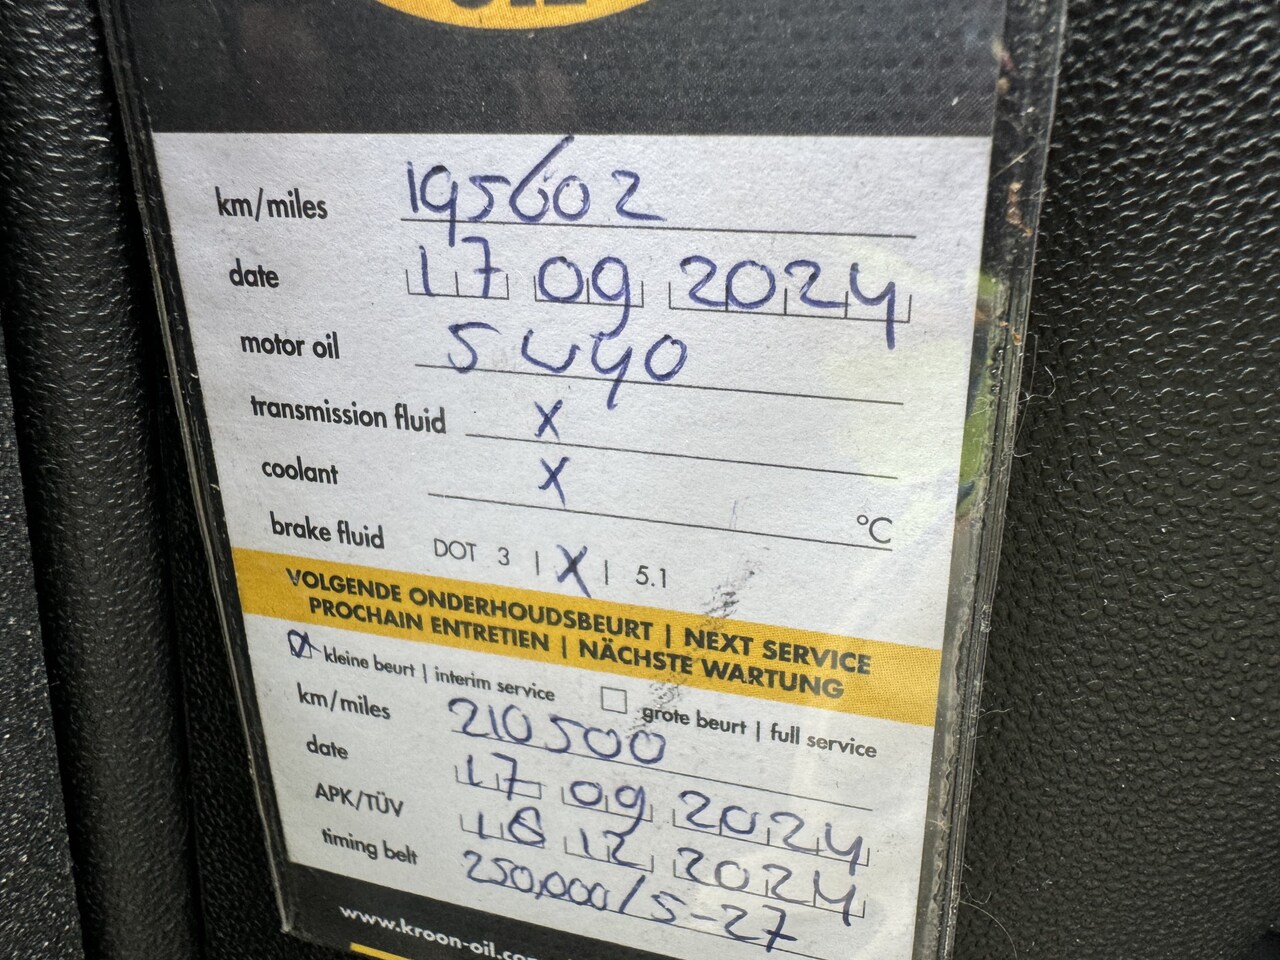 OIL
km/miles 195602
date 17 09 2024
motor oil 5w40
transmission fluid x
coolant x °C
brake fluid DOT 3 | X | 5.1
VOLGENDE ONDERHOUDSBEURT | NEXT SERVICE
PROCHAIN ENTRETIEN | NÄCHSTE WARTUNG
kleine beurt | interim service grote beurt | full service
km/miles 210500
date 17 09 2024
APK/TÜV 12 2024
timing belt 250,000/5-27
www.kroon-oil.co